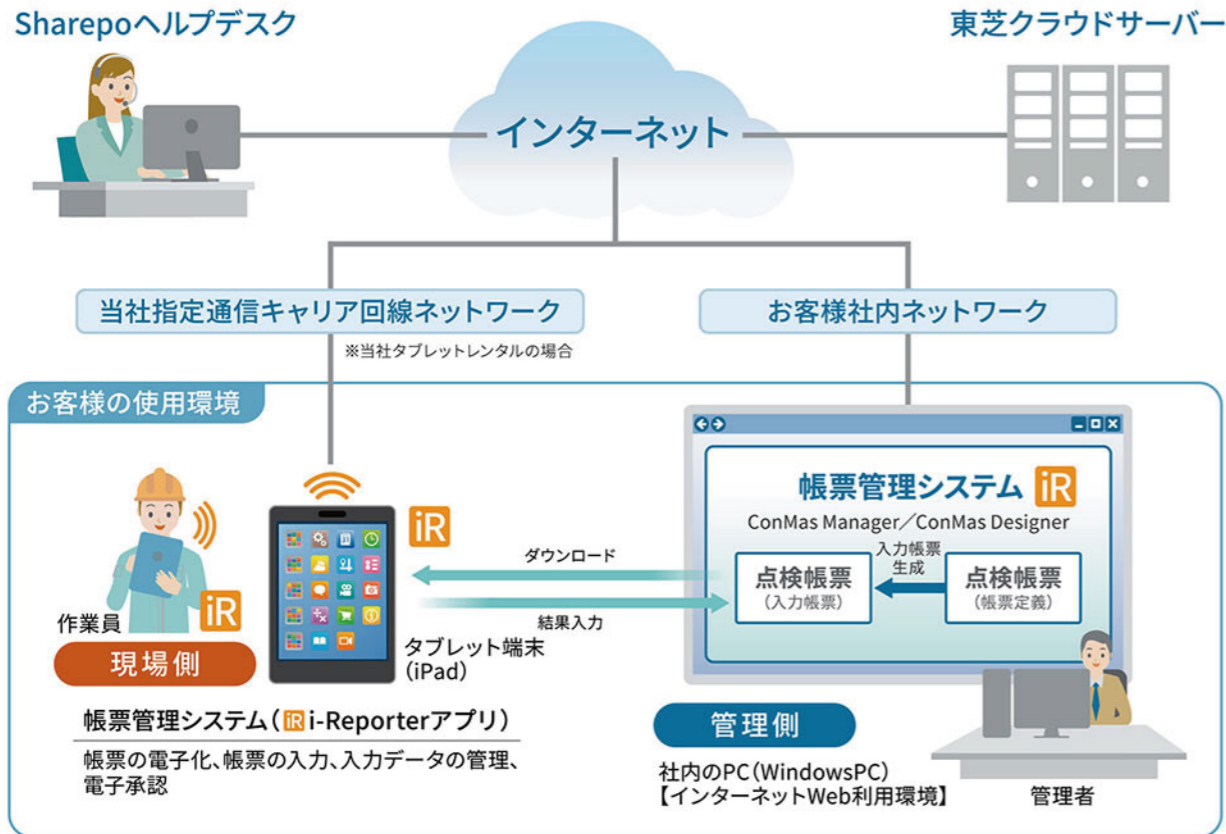 Sharepoヘルプデスク
東芝クラウドサーバー
インターネット
当社指定通信キャリア回線ネットワーク
お客様社内ネットワーク
※当社タブレットレンタルの場合
お客様の使用環境
帳票管理システム iR
ConMas Manager／ConMas Designer
iR
ダウンロード
入力帳票
生成
点検帳票
(入力帳票)
点検帳票
(帳票定義)
iR
作業員
結果入力
タブレット端末
(iPad)
現場側
帳票管理システム(iR i-Reporterアプリ)
帳票の電子化、帳票の入力、入力データの管理、
電子承認
管理側
社内のPC(WindowsPC)
【インターネットWeb利用環境】
管理者